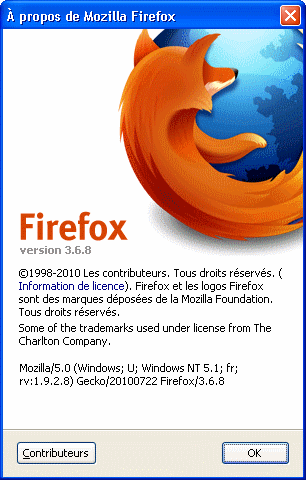 À propos de Mozilla Firefox
Firefox
version 3.6.8
©1998-2010 Les contributeurs. Tous droits réservés. (
Information de licence). Firefox et les logos Firefox
sont des marques déposées de la Mozilla Foundation.
Tous droits réservés.
Some of the trademarks used under license from The
Charlton Company.
Mozilla/5.0 (Windows; U; Windows NT 5.1; fr;
rv:1.9.2.8) Gecko/20100722 Firefox/3.6.8
Contributeurs
OK